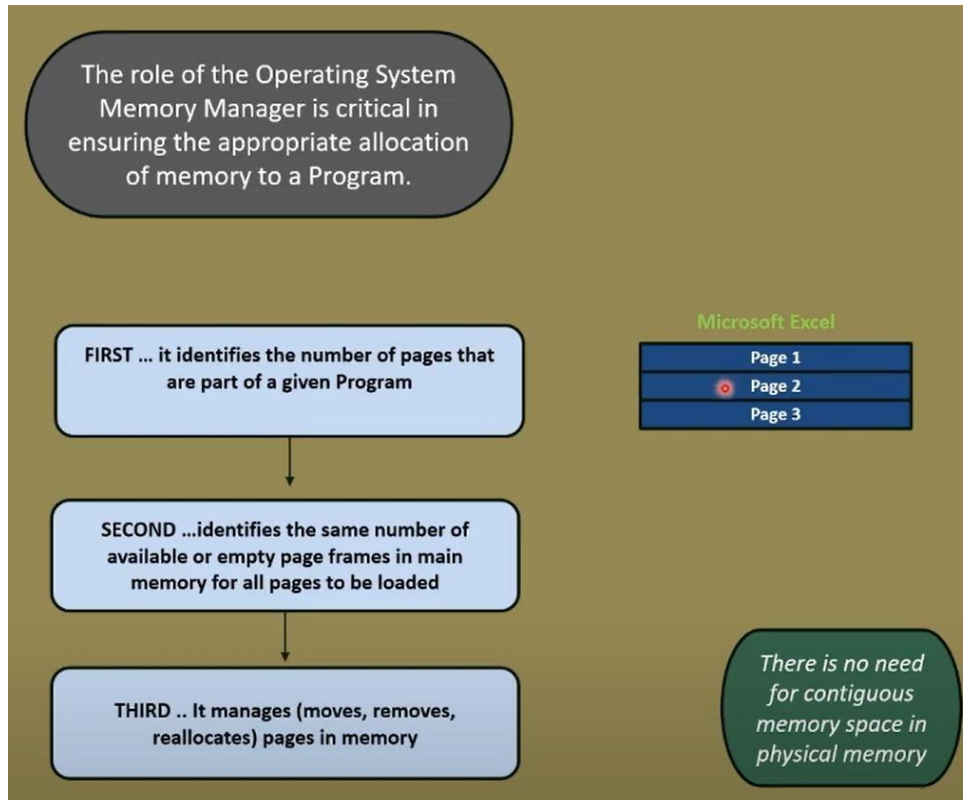 The role of the Operating System
Memory Manager is critical in
ensuring the appropriate allocation
of memory to a Program.
FIRST ... it identifies the number of pages that
are part of a given Program
Microsoft Excel
Page 1
Page 2
Page 3
SECOND ...identifies the same number of
available or empty page frames in main
memory for all pages to be loaded
THIRD .. It manages (moves, removes,
reallocates) pages in memory
There is no need
for contiguous
memory space in
physical memory